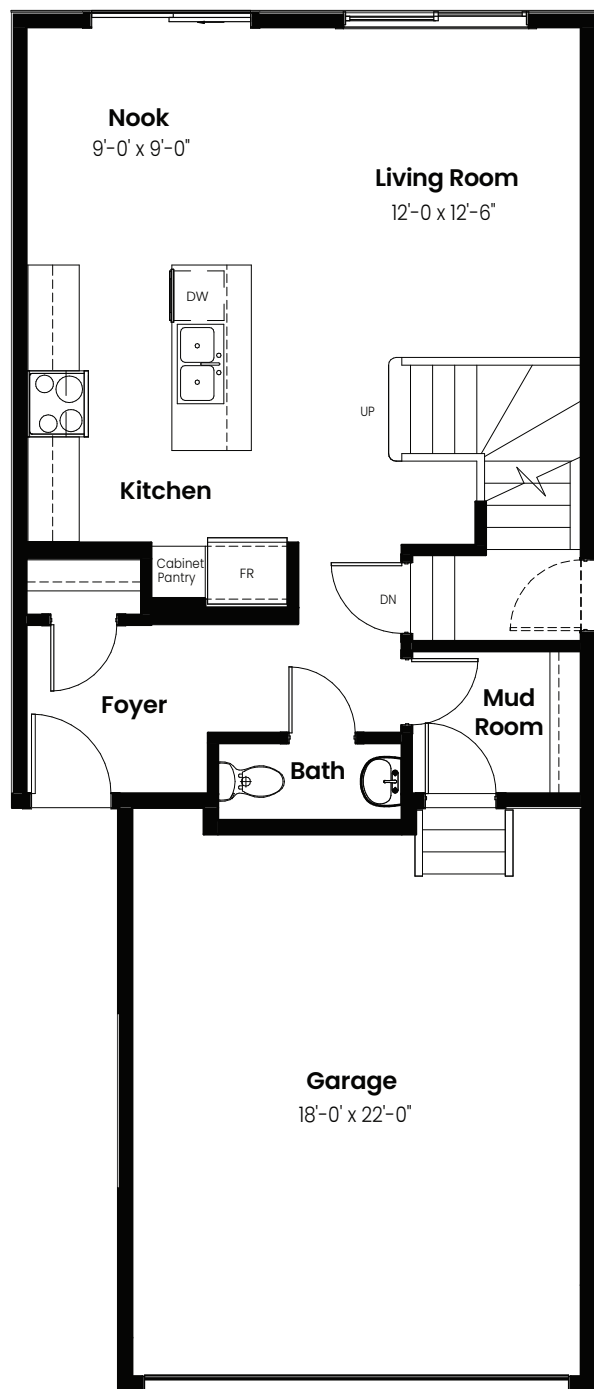 Nook
9'-0' x 9'-0"
Living Room
12'-0 x 12'-6"
DW
UP
Kitchen
Cabinet
Pantry
FR
DN
Foyer
Mud
Room
Bath
Garage
18'-0' x 22'-0"